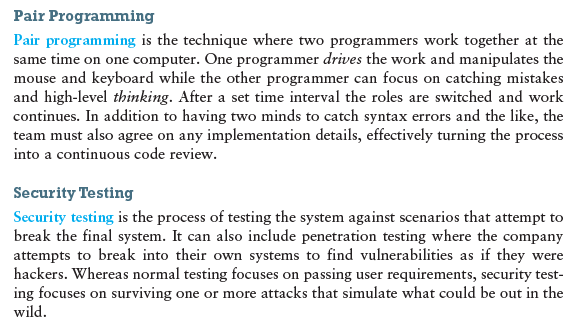 Pair Programming
Pair programming is the technique where two programmers work together at the
same time on one computer. One programmer drives the work and manipulates the
mouse and keyboard while the other programmer can focus on catching mistakes
and high-level thinking. After a set time interval the roles are switched and work
continues. In addition to having two minds to catch syntax errors and the like, the
team must also agree on any implementation details, effectively turning the process
into a continuous code review.
Security Testing
Security testing is the process of testing the system against scenarios that attempt to
break the final system. It can also include penetration testing where the company
attempts to break into their own systems to find vulnerabilities as if they were
hackers. Whereas normal testing focuses on passing user requirements, security test-
ing focuses on surviving one or more attacks that simulate what could be out in the
wild.